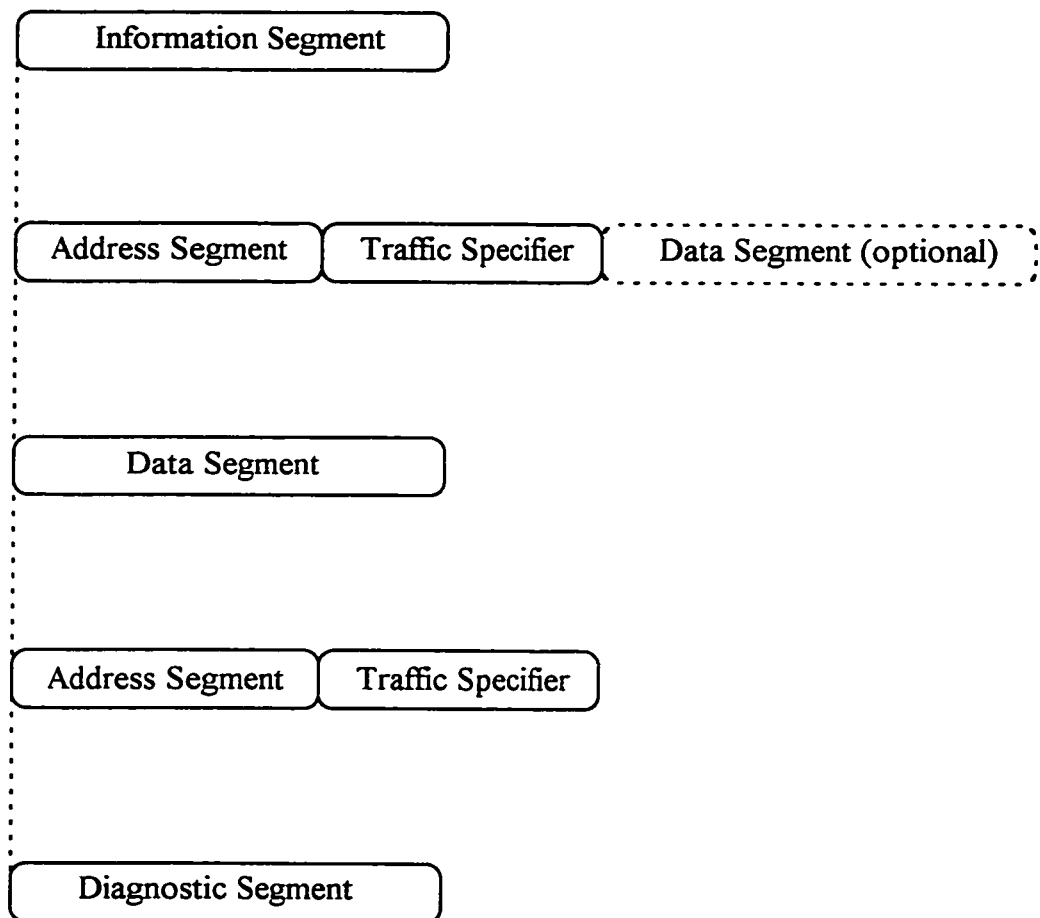 Information Segment
Address Segment Traffic Specifier Data Segment (optional)
Data Segment
Address Segment Traffic Specifier
Diagnostic Segment